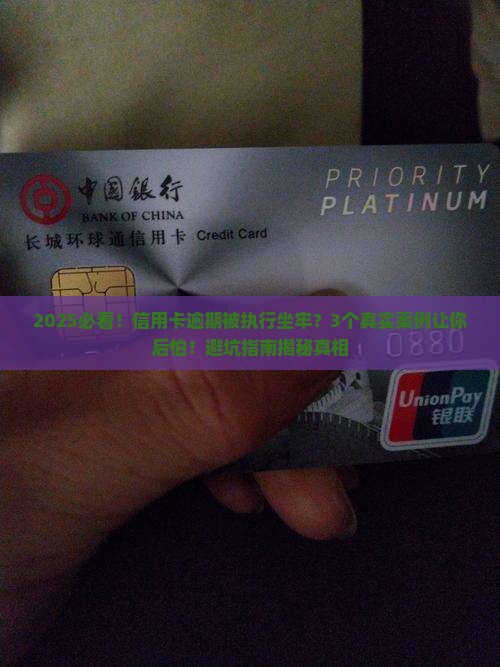 PRIORITY
PLATINUM
中國銀行
BANK OF CHINA
长城环球通信用卡 Credit Card
2025必看！信用卡逾期被执行坐牢？3个真实案例让你
后怕！避坑指南揭秘真相
0880
UnionPay
银联